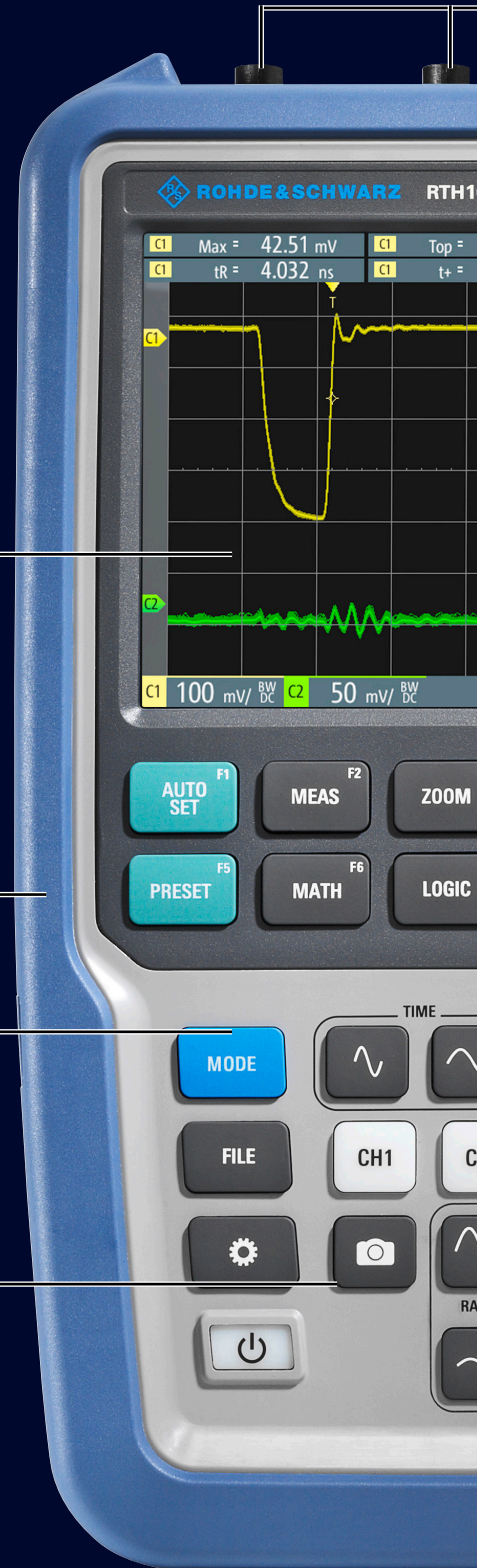 R&S
ROHDE&SCHWARZ RTH10
C1 Max = 42.51 mV C1 Top =
C1 tR = 4.032 ns C1 t+ =
T
C1
C2
C1 100 mV/ BW DC C2 50 mV/ BW DC
F1 F2
AUTO SET MEAS ZOOM
F5 F6
PRESET MATH LOGIC
TIME
MODE
FILE CH1 C
RA